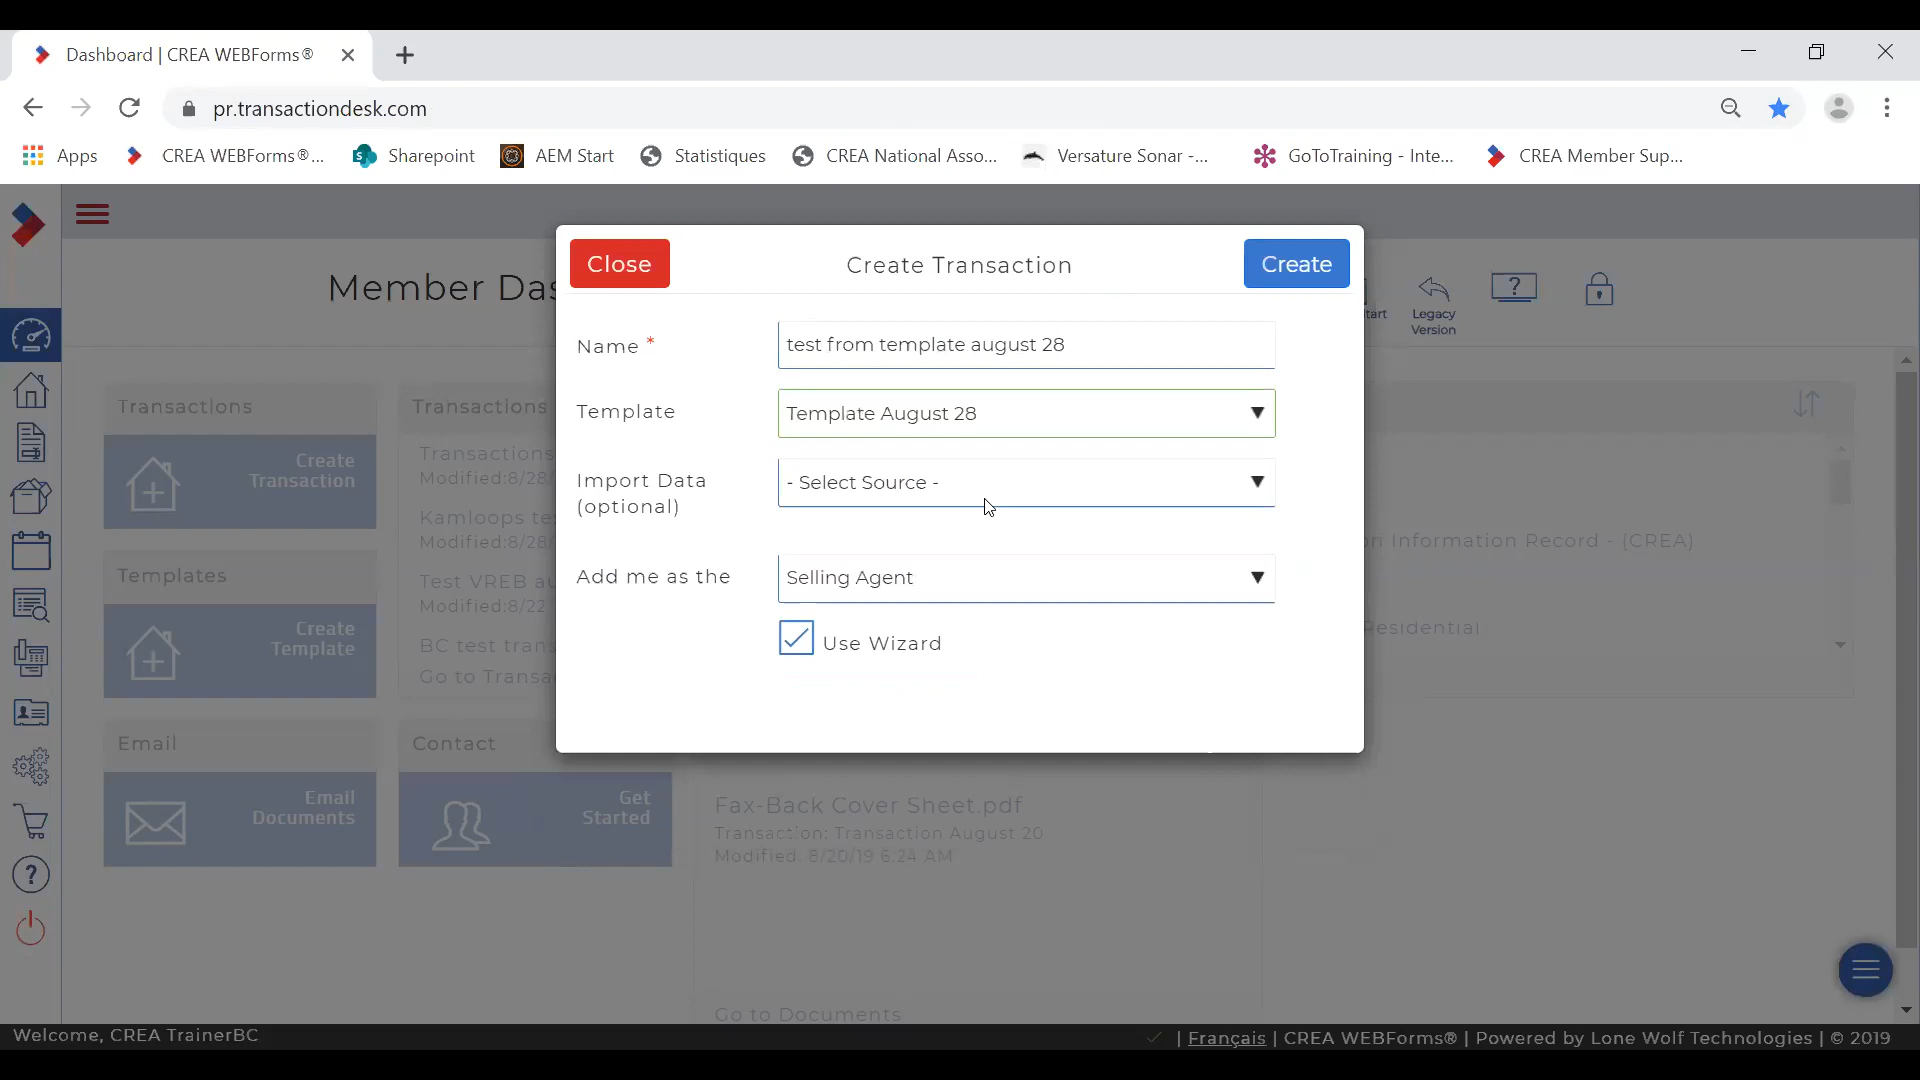 Dashboard | CREA WEBForms®
pr.transactiondesk.com
Apps
CREA WEBForms®...
Sharepoint
AEM Start
Statistiques
CREA National Asso...
Versature Sonar -...
GoToTraining - Inte...
CREA Member Sup...
Member Das
Legacy
Version
Close
Create Transaction
Create
Name *
test from template august 28
Template
Template August 28
Import Data
(optional)
- Select Source -
Add me as the
Selling Agent
Use Wizard
Transactions
Create
Transaction
Templates
Create
Template
Email
Email
Documents
Transactions
Transactions
Modified:8/28/
Kamloops te
Modified:8/28/
Test VREB au
Modified:8/22
BC test trans
Go to Transa
Contact
Get
Started
Fax-Back Cover Sheet.pdf
Transaction: Transaction August 20
Modified: 8/20/19 6:24 AM
Go to Documents
on Information Record - (CREA)
Residential
Welcome, CREA TrainerBC
| Français | CREA WEBForms® | Powered by Lone Wolf Technologies | © 2019